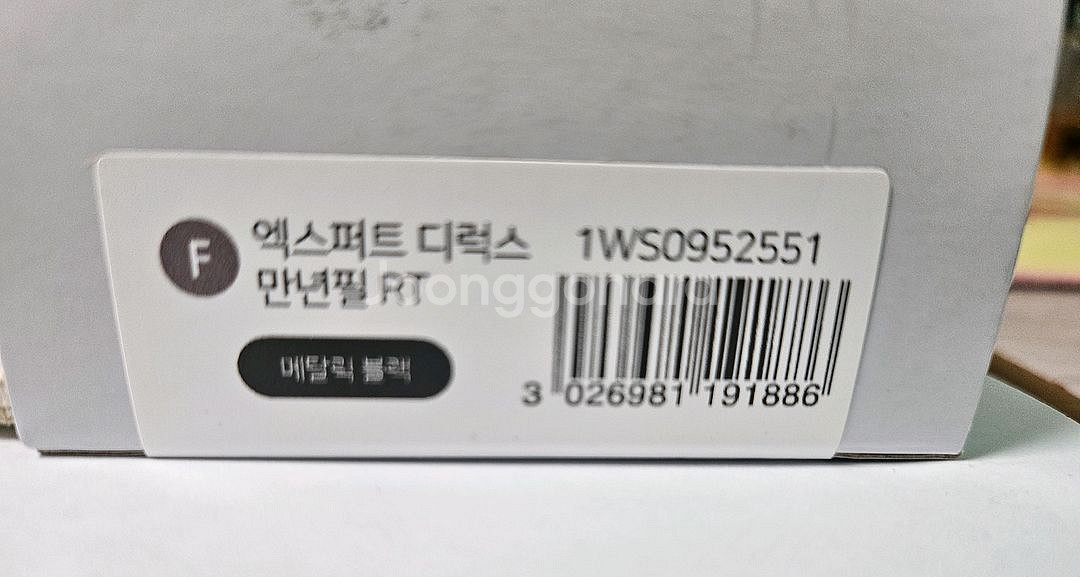 F
엑스퍼트 디럭스
만년필 RT
메탈릭 블랙
1WS0952551
3 026981 191886
Joonggonara